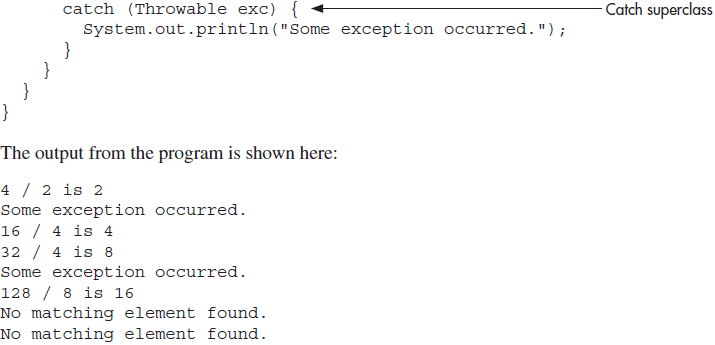 catch (Throwable exc) { Catch superclass
System.out.println("Some exception occurred.");
}
}
}
}
The output from the program is shown here:
4 / 2 is 2
Some exception occurred.
16 / 4 is 4
32 / 4 is 8
Some exception occurred.
128 / 8 is 16
No matching element found.
No matching element found.